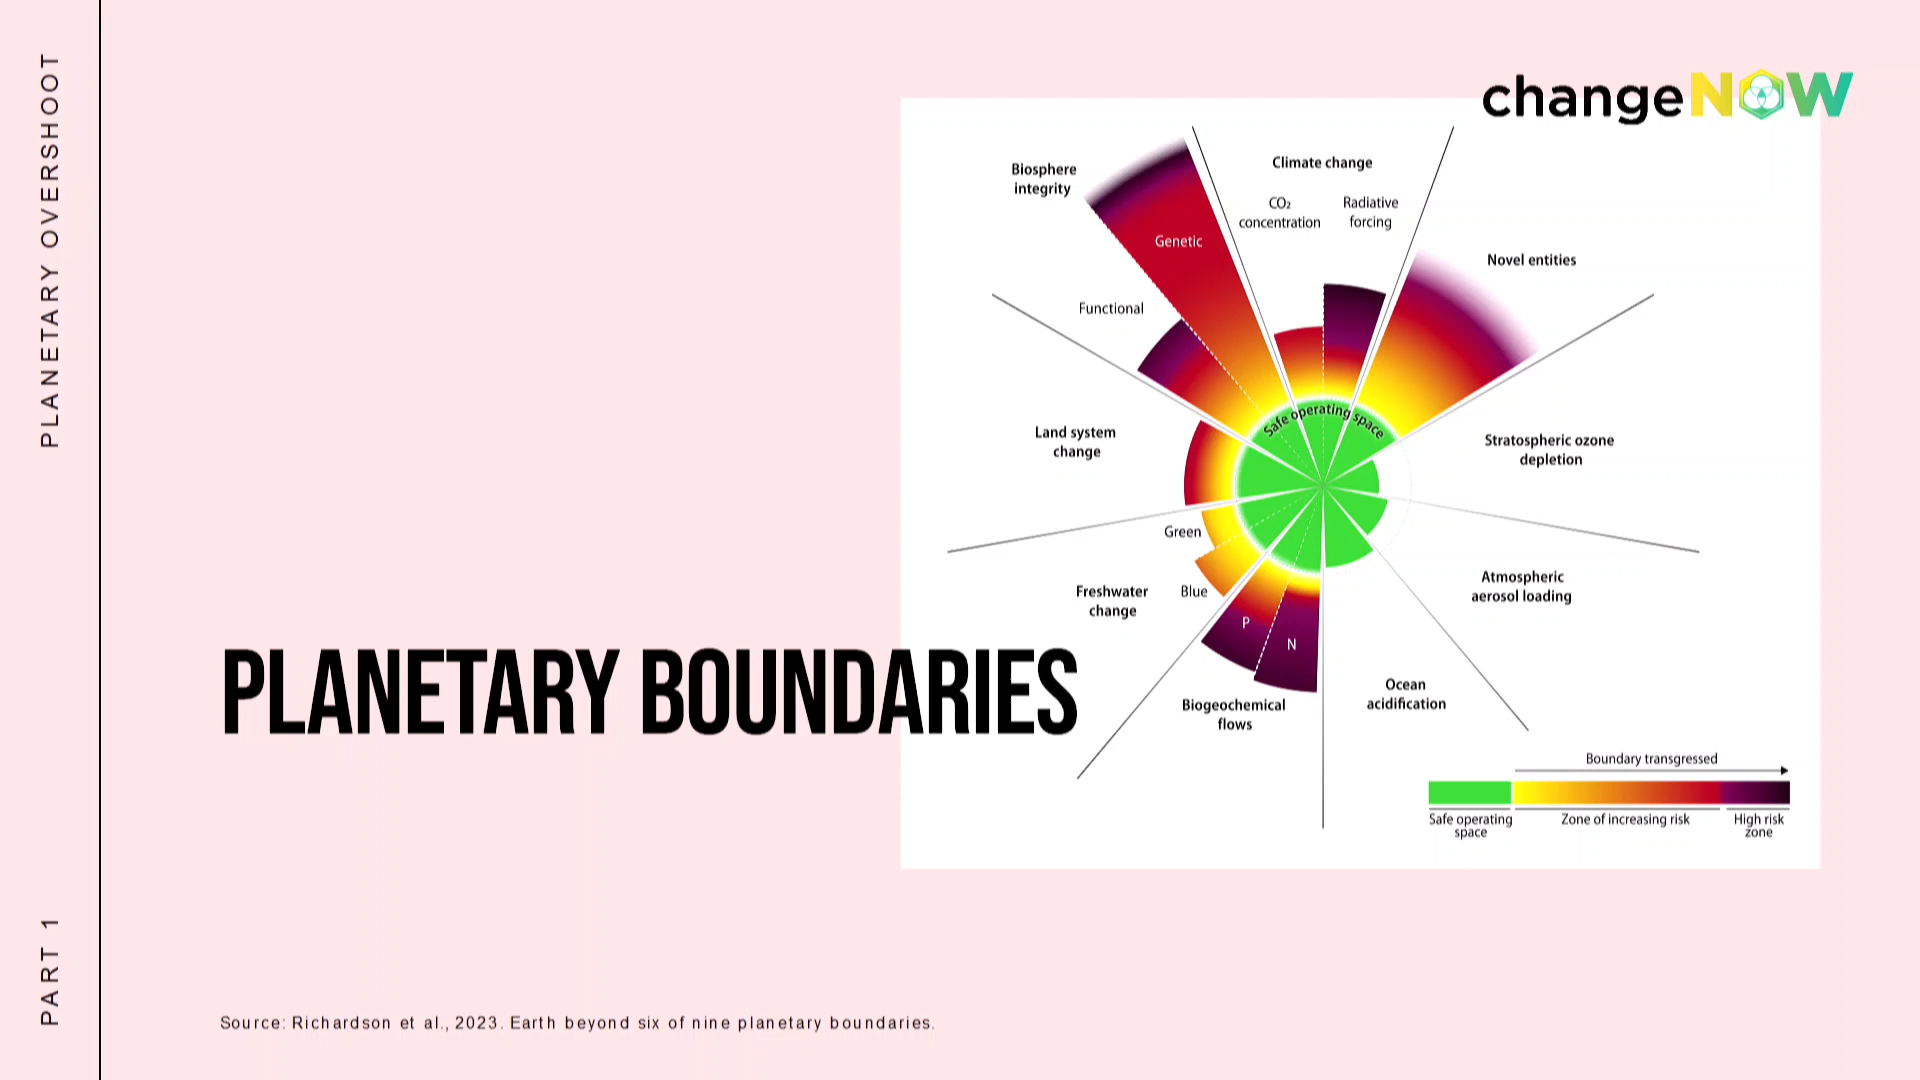 PLANETARY OVERSHOOT
PART 1
changeNOW
Biosphere
integrity
Climate change
CO₂
concentration
Radiative
forcing
Genetic
Novel entities
Functional
Safe operating space
Land system
change
Stratospheric ozone
depletion
Green
Freshwater
change
Blue
Atmospheric
aerosol loading
P
N
PLANETARY BOUNDARIES
Biogeochemical
flows
Ocean
acidification
Boundary transgressed
Safe operating
space
Zone of increasing risk
High risk
zone
Source: Richardson et al., 2023. Earth beyond six of nine planetary boundaries.